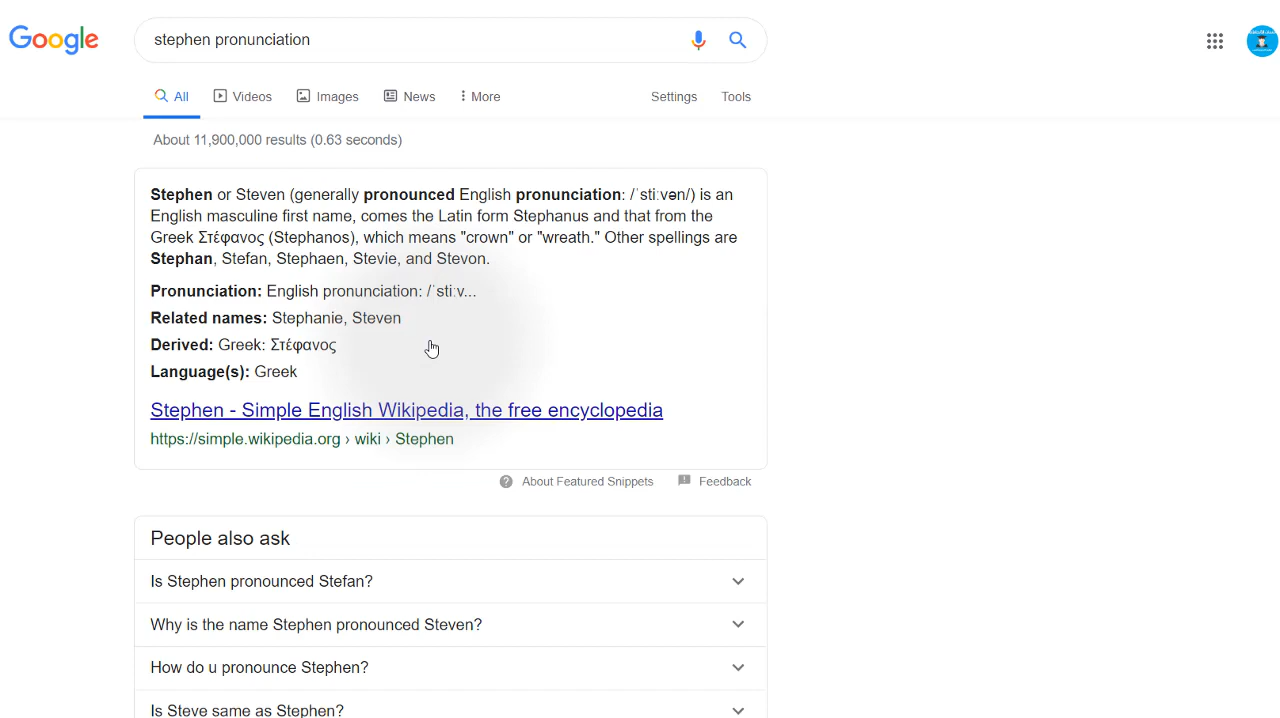 Google
stephen pronunciation
All Videos Images News More Settings Tools
About 11,900,000 results (0.63 seconds)
Stephen or Steven (generally pronounced English pronunciation: /ˈstiːvən/) is an
English masculine first name, comes the Latin form Stephanus and that from the
Greek Στέφανος (Stephanos), which means "crown" or "wreath." Other spellings are
Stephan, Stefan, Stephaen, Stevie, and Stevon.
Pronunciation: English pronunciation: /ˈstiːv...
Related names: Stephanie, Steven
Derived: Greek: Στέφανος
Language(s): Greek
Stephen - Simple English Wikipedia, the free encyclopedia
https://simple.wikipedia.org › wiki › Stephen
About Featured Snippets Feedback
People also ask
Is Stephen pronounced Stefan?
Why is the name Stephen pronounced Steven?
How do u pronounce Stephen?
Is Steve same as Stephen?